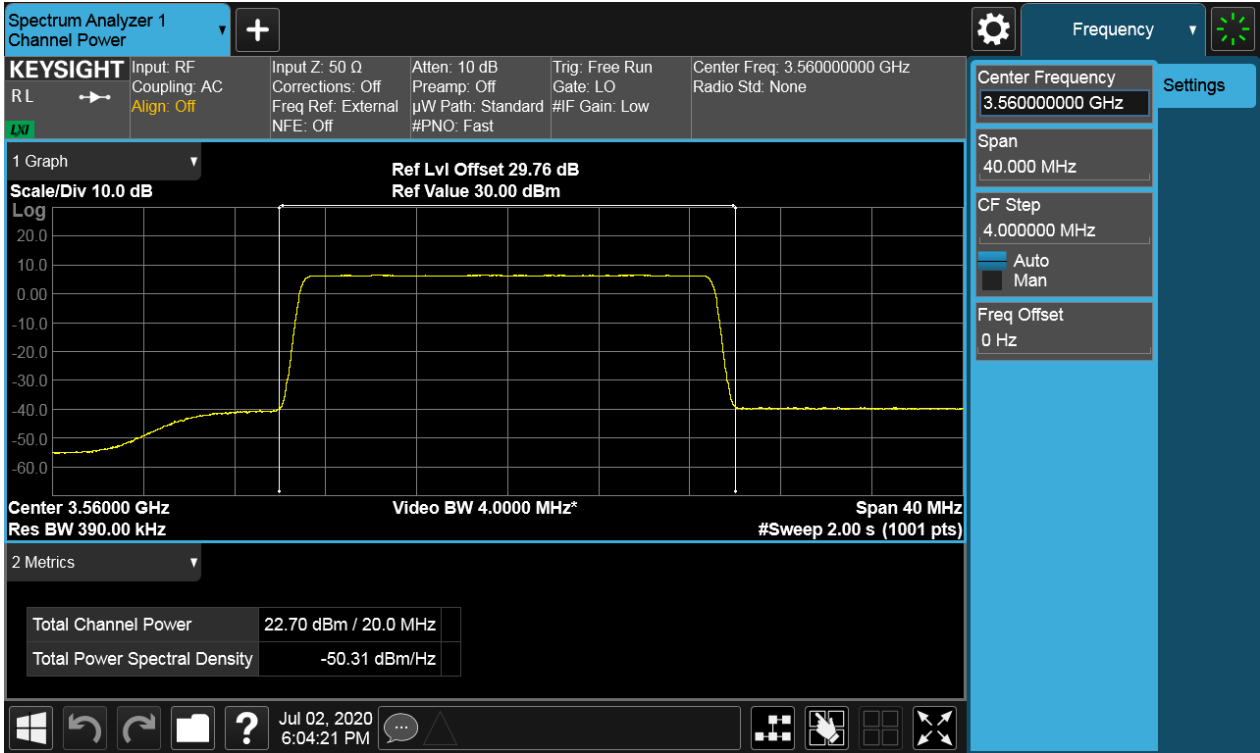 Spectrum Analyzer 1
Channel Power
Frequency
KEYSIGHT
RL
LXI
Input: RF
Coupling: AC
Align: Off
Input Z: 50 Ω
Corrections: Off
Freq Ref: External
NFE: Off
Atten: 10 dB
Preamp: Off
µW Path: Standard
#PNO: Fast
Trig: Free Run
Gate: LO
#IF Gain: Low
Center Freq: 3.560000000 GHz
Radio Std: None
Center Frequency
3.560000000 GHz
Settings
Span
40.000 MHz
CF Step
4.000000 MHz
Auto
Man
Freq Offset
0 Hz
1 Graph
Scale/Div 10.0 dB
Ref Lvl Offset 29.76 dB
Ref Value 30.00 dBm
Log
20.0
10.0
0.00
-10.0
-20.0
-30.0
-40.0
-50.0
-60.0
Center 3.56000 GHz
Res BW 390.00 kHz
Video BW 4.0000 MHz*
Span 40 MHz
#Sweep 2.00 s (1001 pts)
2 Metrics
Total Channel Power 22.70 dBm / 20.0 MHz
Total Power Spectral Density -50.31 dBm/Hz
?
Jul 02, 2020
6:04:21 PM